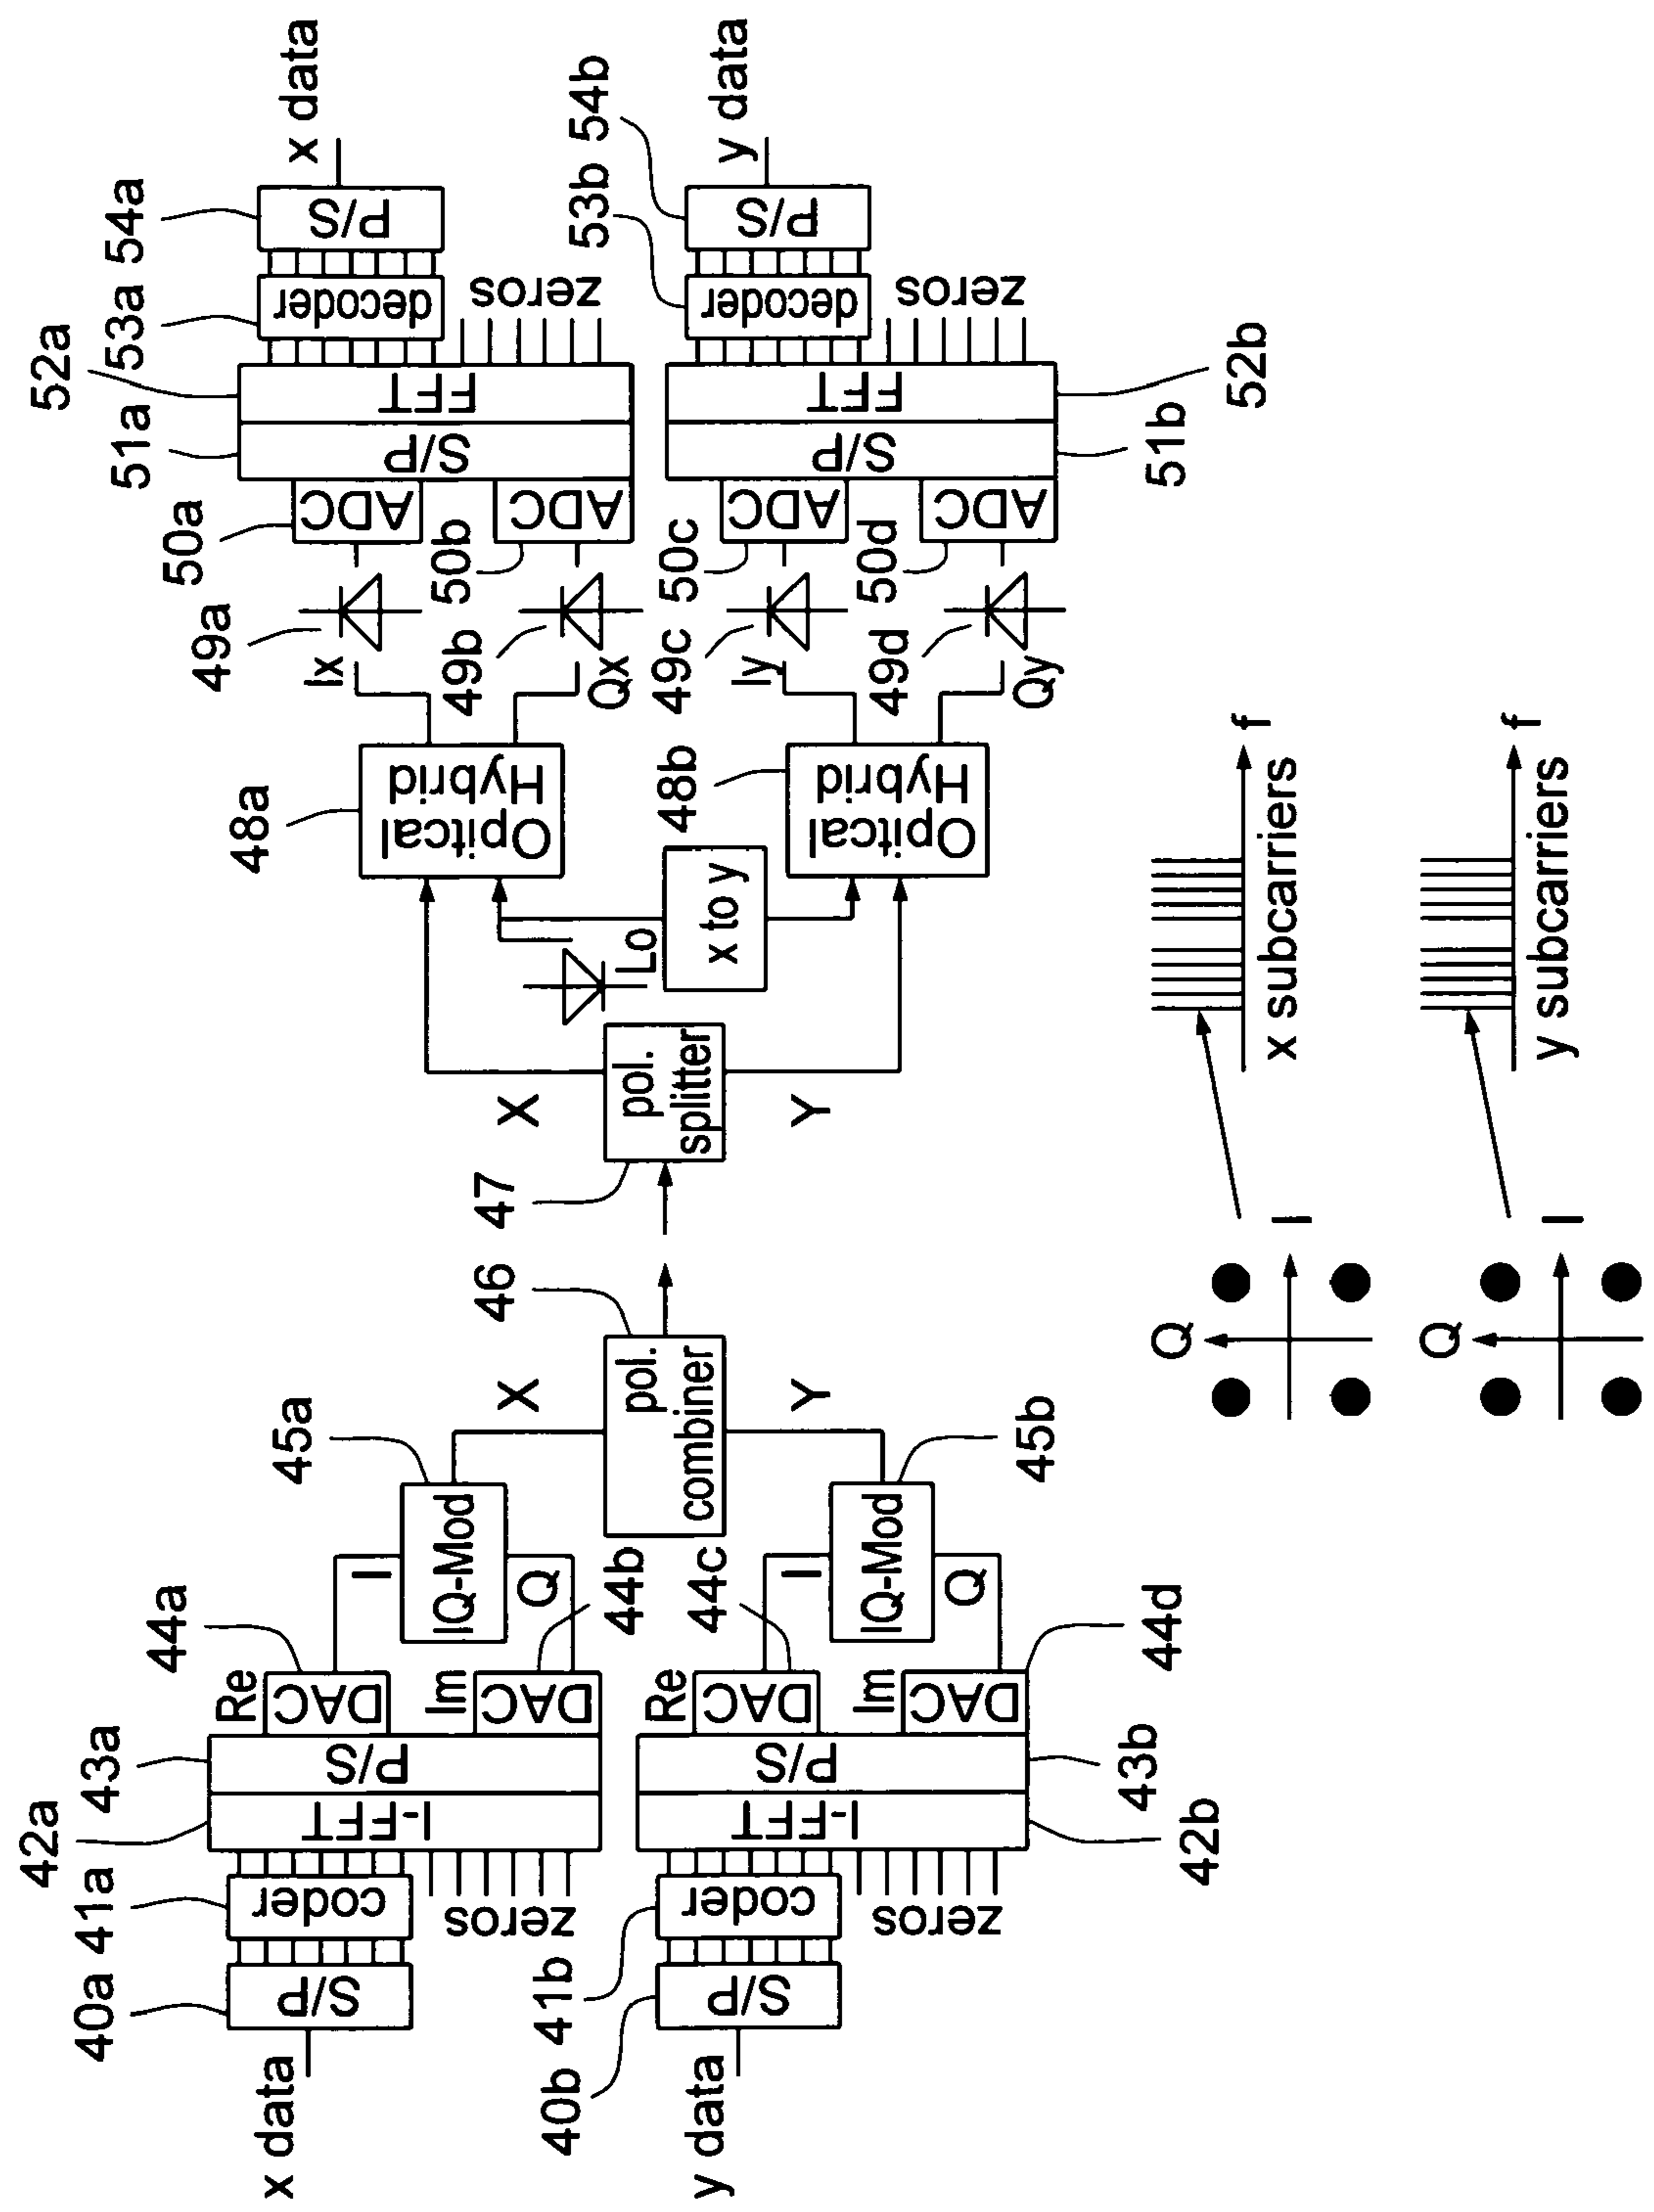 x data
40a
S/P
41a
coder
zeros
42a
I-FFT
43a
P/S
Re
44a
DAC
Im
44b
DAC
I
Q
45a
IQ-Mod
X
y data
40b
S/P
41b
coder
zeros
42b
I-FFT
43b
P/S
Re
44c
DAC
Im
44d
DAC
I
Q
45b
IQ-Mod
Y
46
pol.
combiner
47
pol.
splitter
X
Y
Lo
x to y
48a
Opitcal
Hybrid
Ix
49a
Qx
49b
50a
ADC
50b
ADC
51a
S/P
52a
FFT
53a
decoder
zeros
54a
P/S
x data
48b
Opitcal
Hybrid
Iy
49c
Qy
49d
50c
ADC
50d
ADC
51b
S/P
52b
FFT
53b
decoder
zeros
54b
P/S
y data
Q
I
x subcarriers
f
Q
I
y subcarriers
f